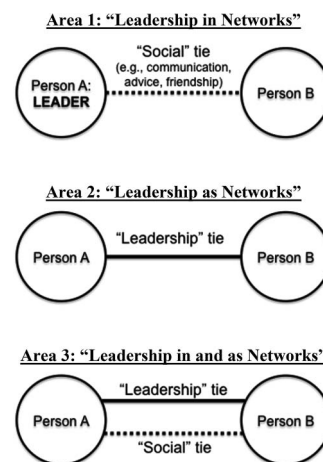 Area 1: “Leadership in Networks”
“Social” tie
(e.g., communication,
advice, friendship)
Person A:
LEADER
Person B
Area 2: “Leadership as Networks”
“Leadership” tie
Person A
Person B
Area 3: “Leadership in and as Networks”
“Leadership” tie
Person A
Person B
“Social” tie